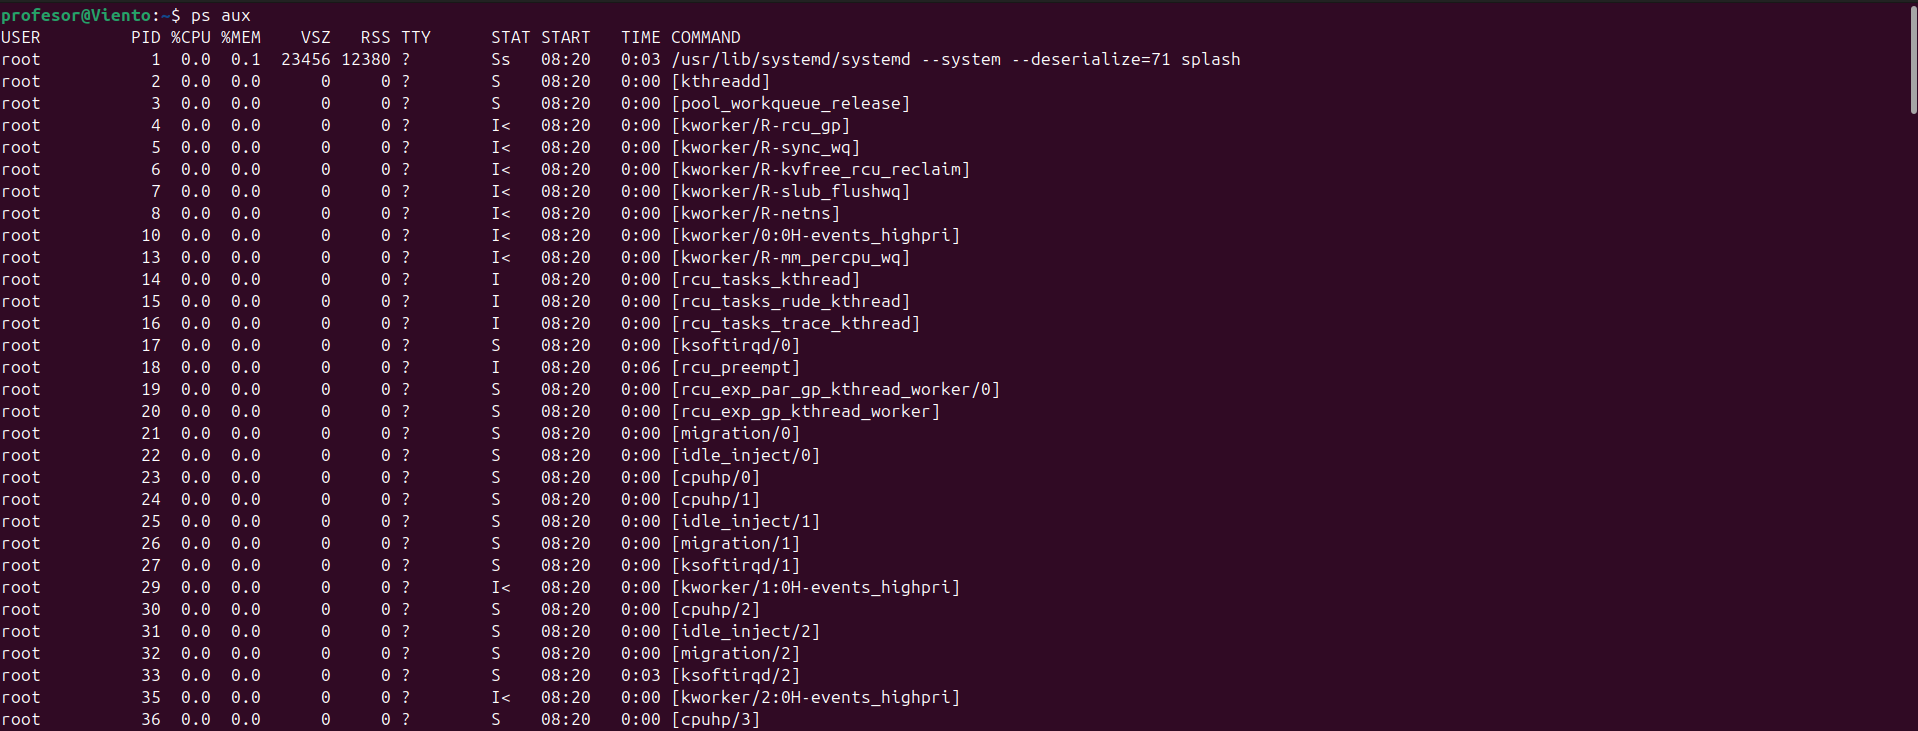 profesor@Viento:~$ ps aux
USER         PID %CPU %MEM    VSZ   RSS TTY      STAT START   TIME COMMAND
root           1  0.0  0.1  23456 12380 ?        Ss   08:20   0:03 /usr/lib/systemd/systemd --system --deserialize=71 splash
root           2  0.0  0.0      0     0 ?        S    08:20   0:00 [kthreadd]
root           3  0.0  0.0      0     0 ?        S    08:20   0:00 [pool_workqueue_release]
root           4  0.0  0.0      0     0 ?        I<   08:20   0:00 [kworker/R-rcu_gp]
root           5  0.0  0.0      0     0 ?        I<   08:20   0:00 [kworker/R-sync_wq]
root           6  0.0  0.0      0     0 ?        I<   08:20   0:00 [kworker/R-kvfree_rcu_reclaim]
root           7  0.0  0.0      0     0 ?        I<   08:20   0:00 [kworker/R-slub_flushwq]
root           8  0.0  0.0      0     0 ?        I<   08:20   0:00 [kworker/R-netns]
root          10  0.0  0.0      0     0 ?        I<   08:20   0:00 [kworker/0:0H-events_highpri]
root          13  0.0  0.0      0     0 ?        I<   08:20   0:00 [kworker/R-mm_percpu_wq]
root          14  0.0  0.0      0     0 ?        I    08:20   0:00 [rcu_tasks_kthread]
root          15  0.0  0.0      0     0 ?        I    08:20   0:00 [rcu_tasks_rude_kthread]
root          16  0.0  0.0      0     0 ?        I    08:20   0:00 [rcu_tasks_trace_kthread]
root          17  0.0  0.0      0     0 ?        S    08:20   0:00 [ksoftirqd/0]
root          18  0.0  0.0      0     0 ?        I    08:20   0:06 [rcu_preempt]
root          19  0.0  0.0      0     0 ?        S    08:20   0:00 [rcu_exp_par_gp_kthread_worker/0]
root          20  0.0  0.0      0     0 ?        S    08:20   0:00 [rcu_exp_gp_kthread_worker]
root          21  0.0  0.0      0     0 ?        S    08:20   0:00 [migration/0]
root          22  0.0  0.0      0     0 ?        S    08:20   0:00 [idle_inject/0]
root          23  0.0  0.0      0     0 ?        S    08:20   0:00 [cpuhp/0]
root          24  0.0  0.0      0     0 ?        S    08:20   0:00 [cpuhp/1]
root          25  0.0  0.0      0     0 ?        S    08:20   0:00 [idle_inject/1]
root          26  0.0  0.0      0     0 ?        S    08:20   0:00 [migration/1]
root          27  0.0  0.0      0     0 ?        S    08:20   0:00 [ksoftirqd/1]
root          29  0.0  0.0      0     0 ?        I<   08:20   0:00 [kworker/1:0H-events_highpri]
root          30  0.0  0.0      0     0 ?        S    08:20   0:00 [cpuhp/2]
root          31  0.0  0.0      0     0 ?        S    08:20   0:00 [idle_inject/2]
root          32  0.0  0.0      0     0 ?        S    08:20   0:00 [migration/2]
root          33  0.0  0.0      0     0 ?        S    08:20   0:03 [ksoftirqd/2]
root          35  0.0  0.0      0     0 ?        I<   08:20   0:00 [kworker/2:0H-events_highpri]
root          36  0.0  0.0      0     0 ?        S    08:20   0:00 [cpuhp/3]